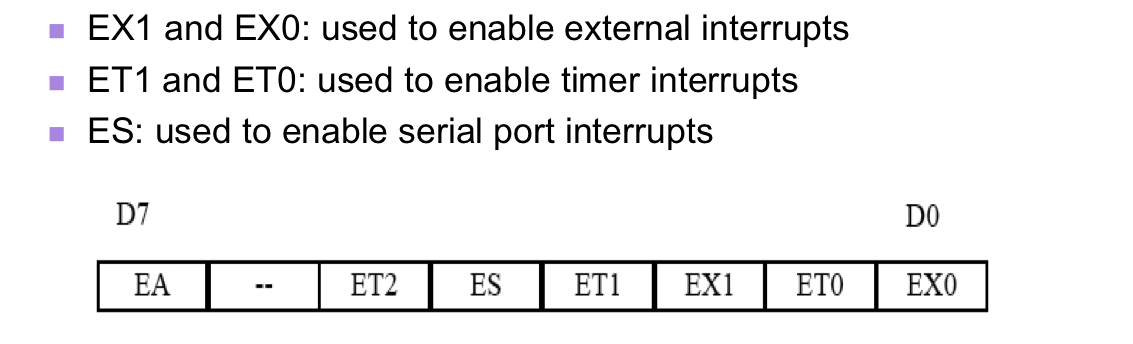 EX1 and EX0: used to enable external interrupts
ET1 and ET0: used to enable timer interrupts
ES: used to enable serial port interrupts
D7 D0
EA -- ET2 ES ET1 EX1 ET0 EX0